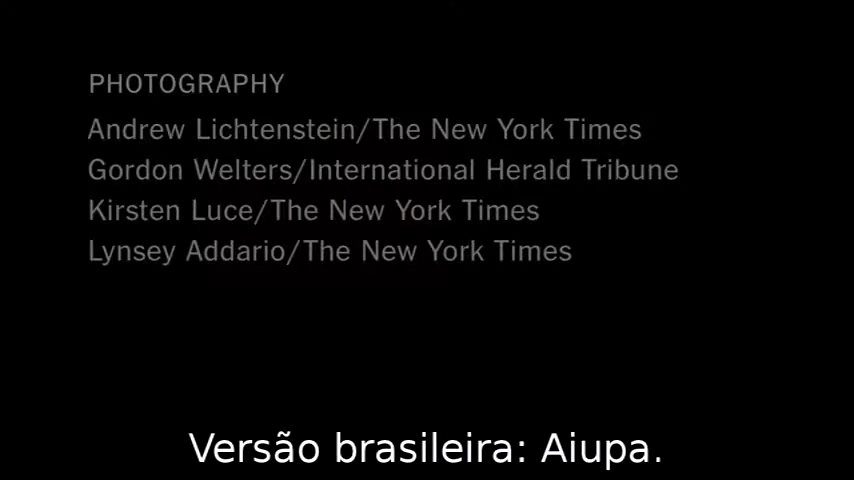 PHOTOGRAPHY
Andrew Lichtenstein/The New York Times
Gordon Welters/International Herald Tribune
Kirsten Luce/The New York Times
Lynsey Addario/The New York Times
Versão brasileira: Aiupa.